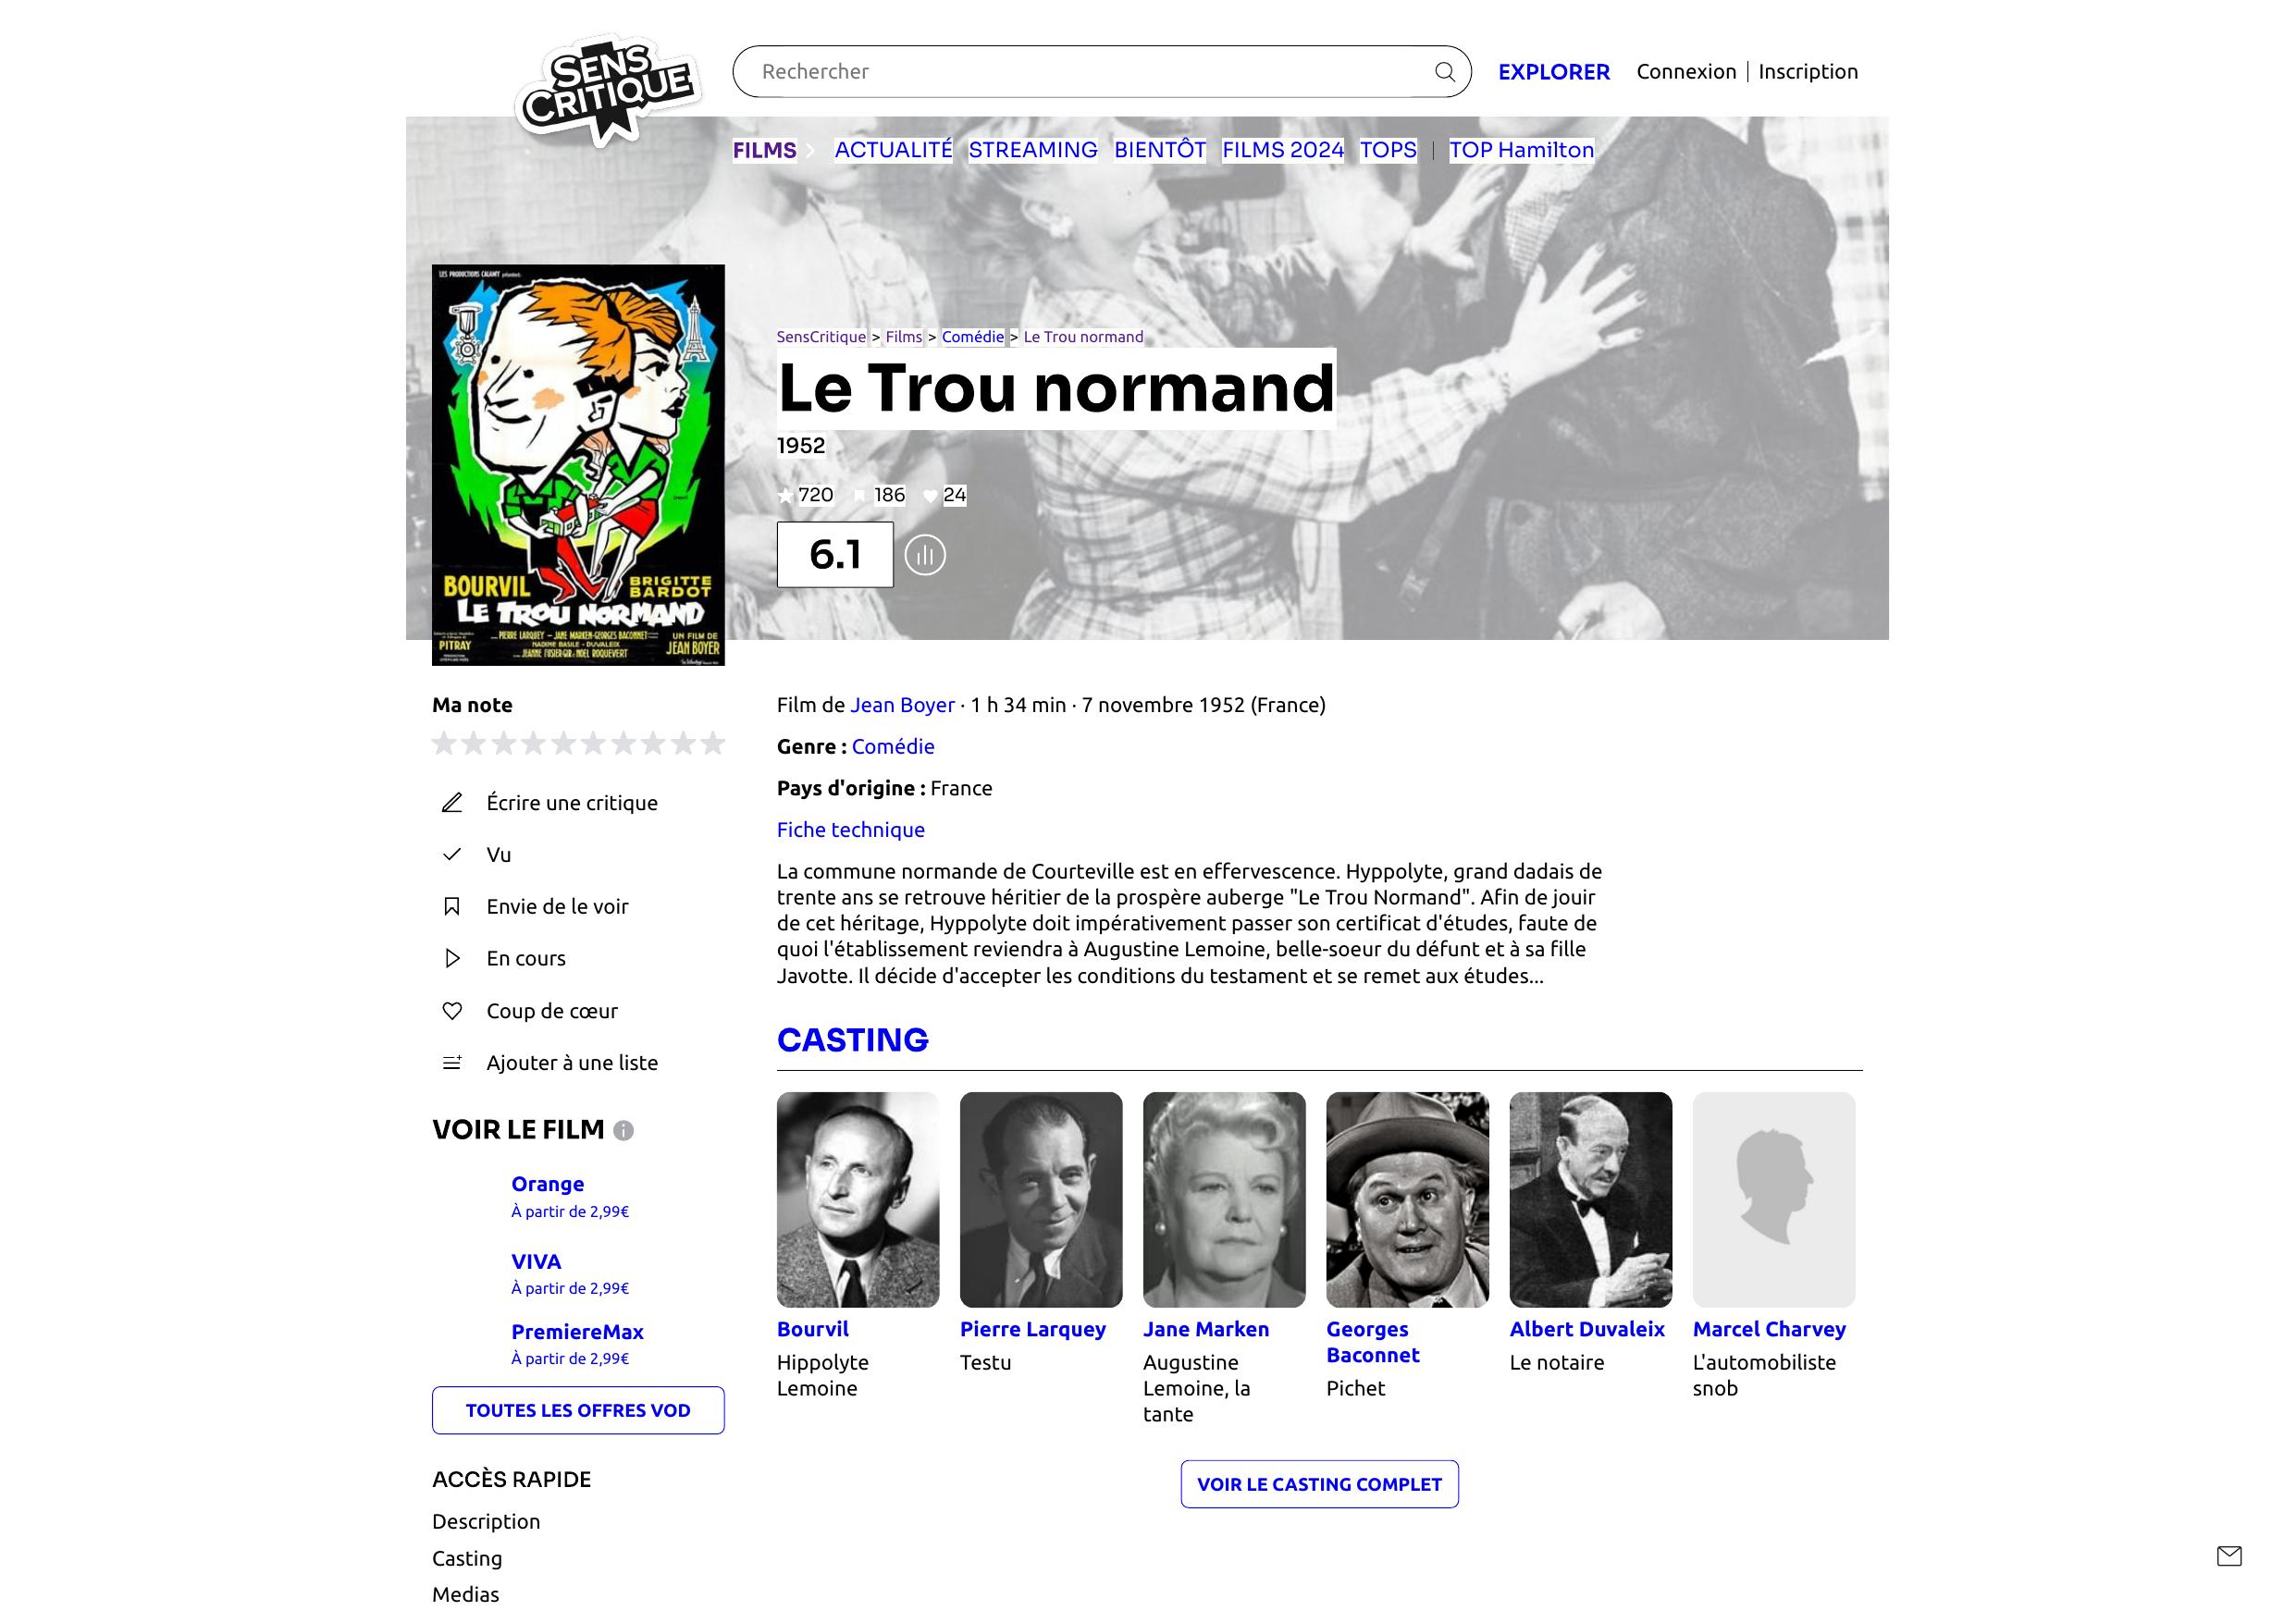 SENS
CRITIQUE
Rechercher
EXPLORER
Connexion | Inscription
FILMS
ACTUALITÉ
STREAMING
BIENTÔT
FILMS 2024
TOPS
|
TOP Hamilton
LES PRODUCTIONS CALAMY présentent:
BOURVIL
BRIGITTE
BARDOT
LE TROU NORMAND
PIERRE LARQUEY - JANE MARKEN - GEORGES BACONNET
NADINE BASILE - DUVALEIX
JEANNE FUSIER-GIR - NOEL ROQUEVERT
PITRAY
UN FILM DE
JEAN BOYER
SensCritique > Films > Comédie > Le Trou normand
Le Trou normand
1952
720 186 24
6.1
Ma note
Écrire une critique
Vu
Envie de le voir
En cours
Coup de cœur
Ajouter à une liste
VOIR LE FILM
Orange
À partir de 2,99€
VIVA
À partir de 2,99€
PremiereMax
À partir de 2,99€
TOUTES LES OFFRES VOD
ACCÈS RAPIDE
Description
Casting
Medias
Film de Jean Boyer · 1 h 34 min · 7 novembre 1952 (France)
Genre : Comédie
Pays d'origine : France
Fiche technique
La commune normande de Courteville est en effervescence. Hyppolyte, grand dadais de
trente ans se retrouve héritier de la prospère auberge "Le Trou Normand". Afin de jouir
de cet héritage, Hyppolyte doit impérativement passer son certificat d'études, faute de
quoi l'établissement reviendra à Augustine Lemoine, belle-soeur du défunt et à sa fille
Javotte. Il décide d'accepter les conditions du testament et se remet aux études...
CASTING
Bourvil
Hippolyte
Lemoine
Pierre Larquey
Testu
Jane Marken
Augustine
Lemoine, la
tante
Georges
Baconnet
Pichet
Albert Duvaleix
Le notaire
Marcel Charvey
L'automobiliste
snob
VOIR LE CASTING COMPLET